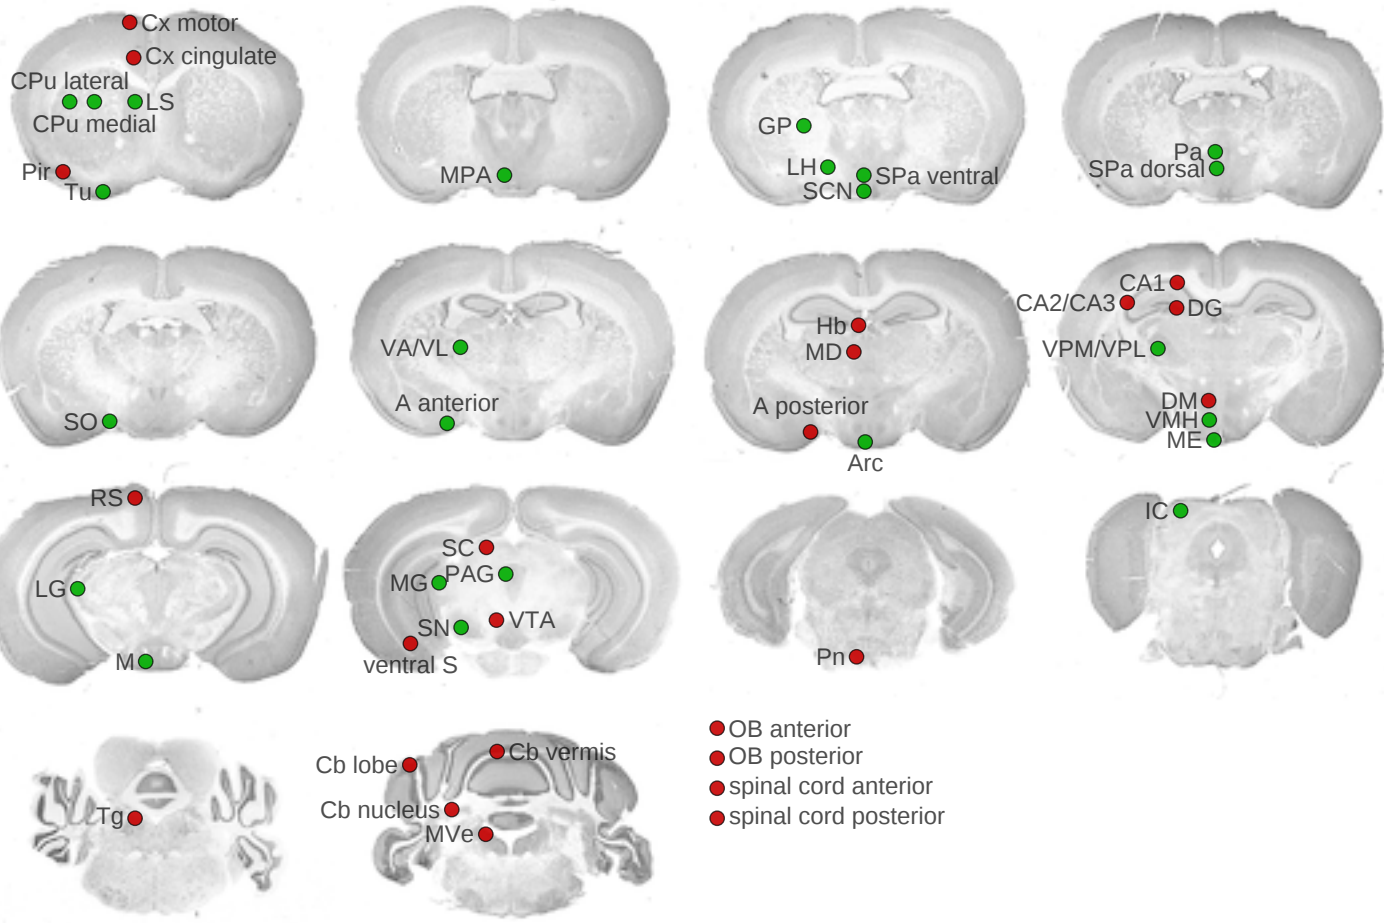 Cx motor
Cx cingulate
CPu lateral
LS
CPu medial
Pir
Tu
MPA
GP
LH
SPa ventral
SCN
Pa
SPa dorsal
SO
VA/VL
A anterior
Hb
MD
A posterior
Arc
CA1
CA2/CA3
DG
VPM/VPL
DM
VMH
ME
RS
LG
M
SC
MG
PAG
SN
VTA
ventral S
Pn
IC
Tg
Cb vermis
Cb lobe
Cb nucleus
MVe
OB anterior
OB posterior
spinal cord anterior
spinal cord posterior